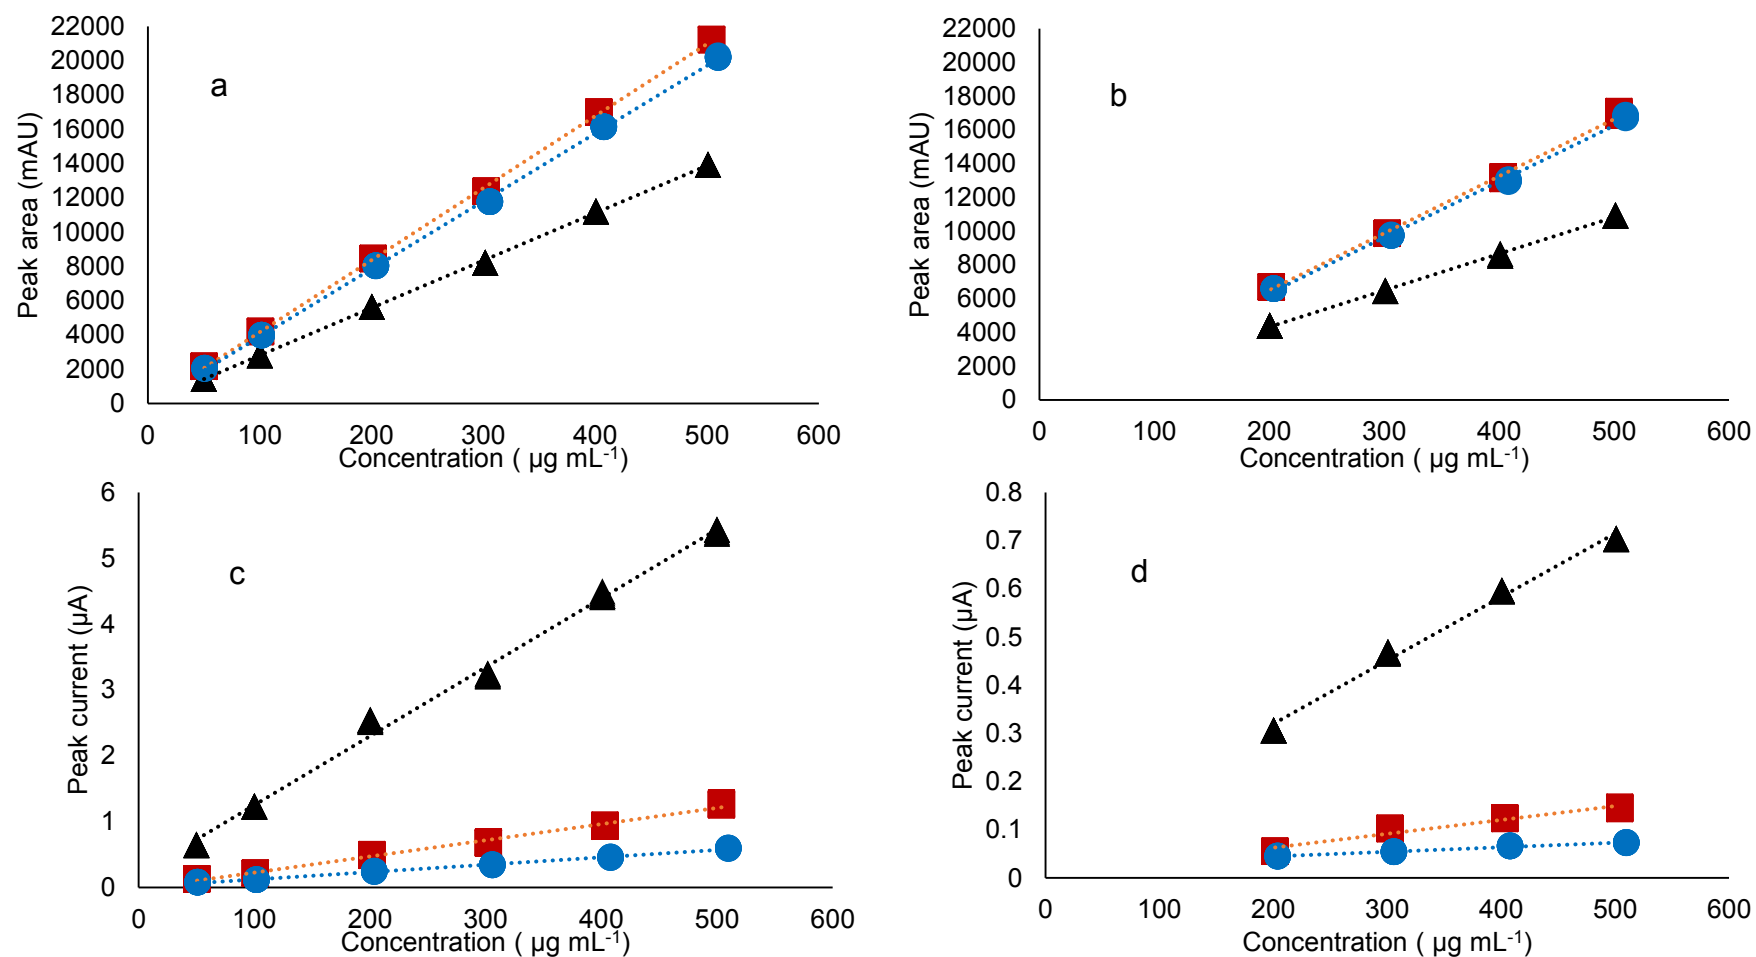 22000
20000
18000
16000
14000
12000
10000
8000
6000
4000
2000
0
Peak area (mAU)
a
0 100 200 300 400 500 600
Concentration ( µg mL-1)
22000
20000
18000
16000
14000
12000
10000
8000
6000
4000
2000
0
Peak area (mAU)
b
0 100 200 300 400 500 600
Concentration ( µg mL-1)
6
5
4
3
2
1
0
Peak current (µA)
c
0 100 200 300 400 500 600
Concentration ( µg mL-1)
0.8
0.7
0.6
0.5
0.4
0.3
0.2
0.1
0
Peak current (µA)
d
0 100 200 300 400 500 600
Concentration ( µg mL-1)